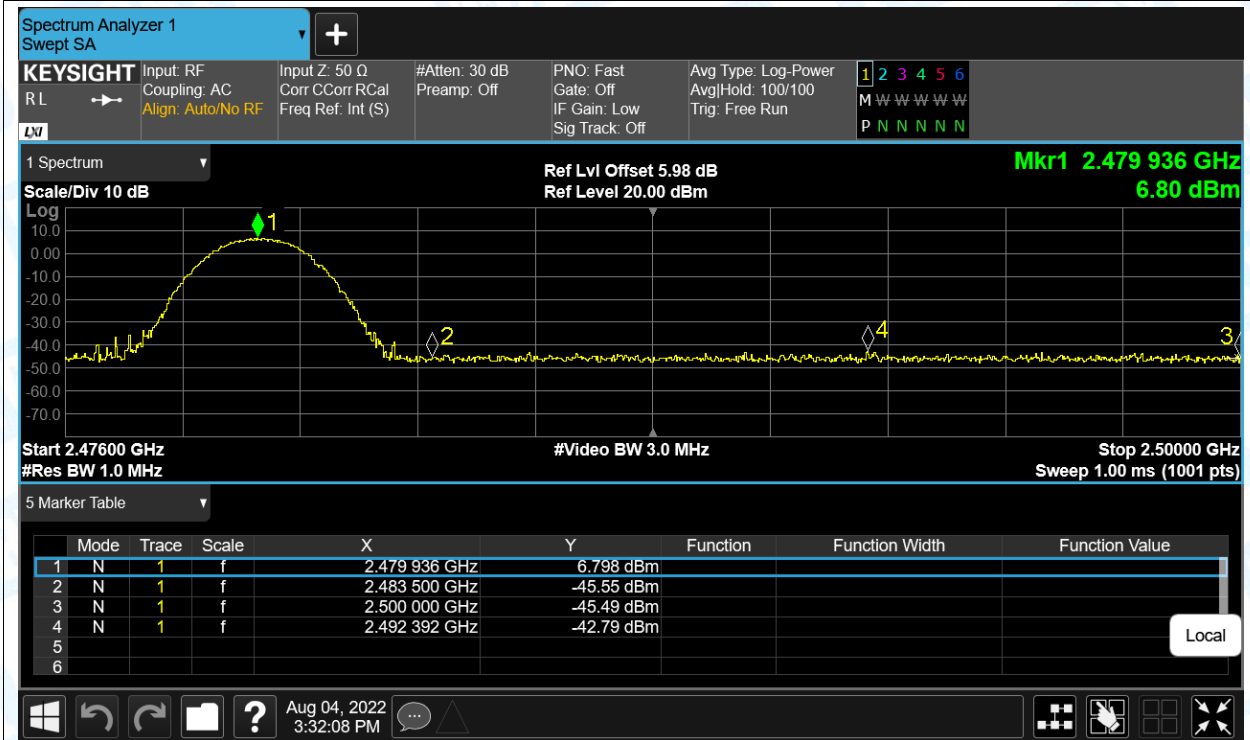 Spectrum Analyzer 1
Swept SA
+
KEYSIGHT
R L
LXI
Input: RF
Coupling: AC
Align: Auto/No RF
Input Z: 50 Ω
Corr CCorr RCal
Freq Ref: Int (S)
#Atten: 30 dB
Preamp: Off
PNO: Fast
Gate: Off
IF Gain: Low
Sig Track: Off
Avg Type: Log-Power
Avg|Hold: 100/100
Trig: Free Run
1 2 3 4 5 6
M W W W W W
P N N N N N
1 Spectrum
Scale/Div 10 dB
Ref Lvl Offset 5.98 dB
Ref Level 20.00 dBm
Mkr1 2.479 936 GHz
6.80 dBm
Log
10.0
0.00
-10.0
-20.0
-30.0
-40.0
-50.0
-60.0
-70.0
1
2
4
3
Start 2.47600 GHz
#Video BW 3.0 MHz
Stop 2.50000 GHz
#Res BW 1.0 MHz
Sweep 1.00 ms (1001 pts)
5 Marker Table
Mode Trace Scale X Y Function Function Width Function Value
1 N 1 f 2.479 936 GHz 6.798 dBm
2 N 1 f 2.483 500 GHz -45.55 dBm
3 N 1 f 2.500 000 GHz -45.49 dBm
4 N 1 f 2.492 392 GHz -42.79 dBm
5
6
Local
?
Aug 04, 2022
3:32:08 PM